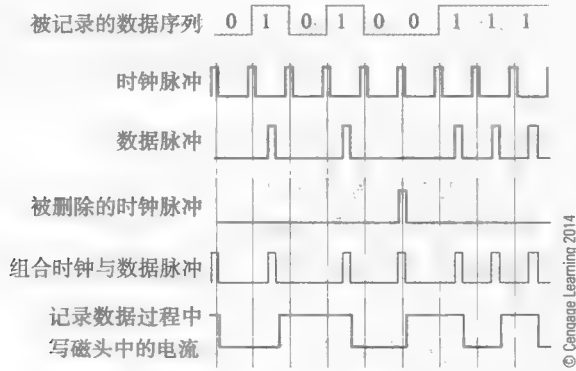 被记录的数据序列 0 1 0 1 0 0 1 1 1
时钟脉冲
数据脉冲
被删除的时钟脉冲
组合时钟与数据脉冲
记录数据过程中
写磁头中的电流
© Cengage Learning 2014